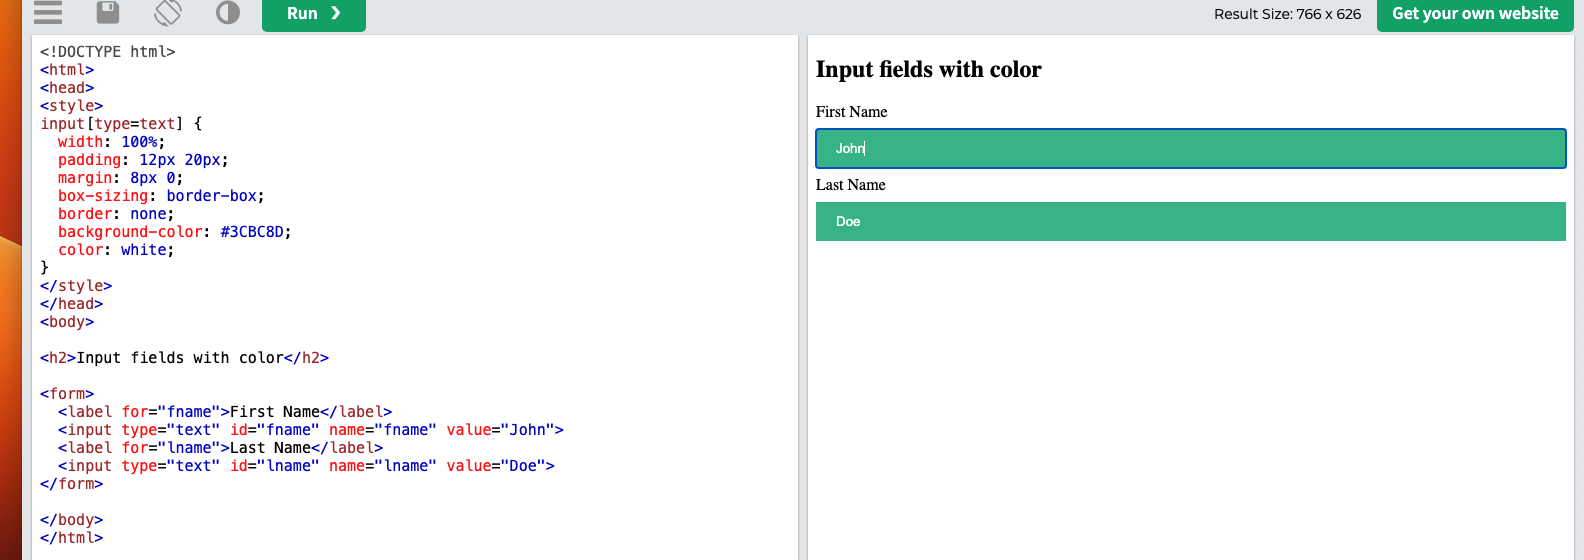 Run ❯
Result Size: 766 x 626
Get your own website
<!DOCTYPE html>
<html>
<head>
<style>
input[type=text] {
  width: 100%;
  padding: 12px 20px;
  margin: 8px 0;
  box-sizing: border-box;
  border: none;
  background-color: #3CBC8D;
  color: white;
}
</style>
</head>
<body>

<h2>Input fields with color</h2>

<form>
  <label for="fname">First Name</label>
  <input type="text" id="fname" name="fname" value="John">
  <label for="lname">Last Name</label>
  <input type="text" id="lname" name="lname" value="Doe">
</form>

</body>
</html>
Input fields with color
First Name
John
Last Name
Doe